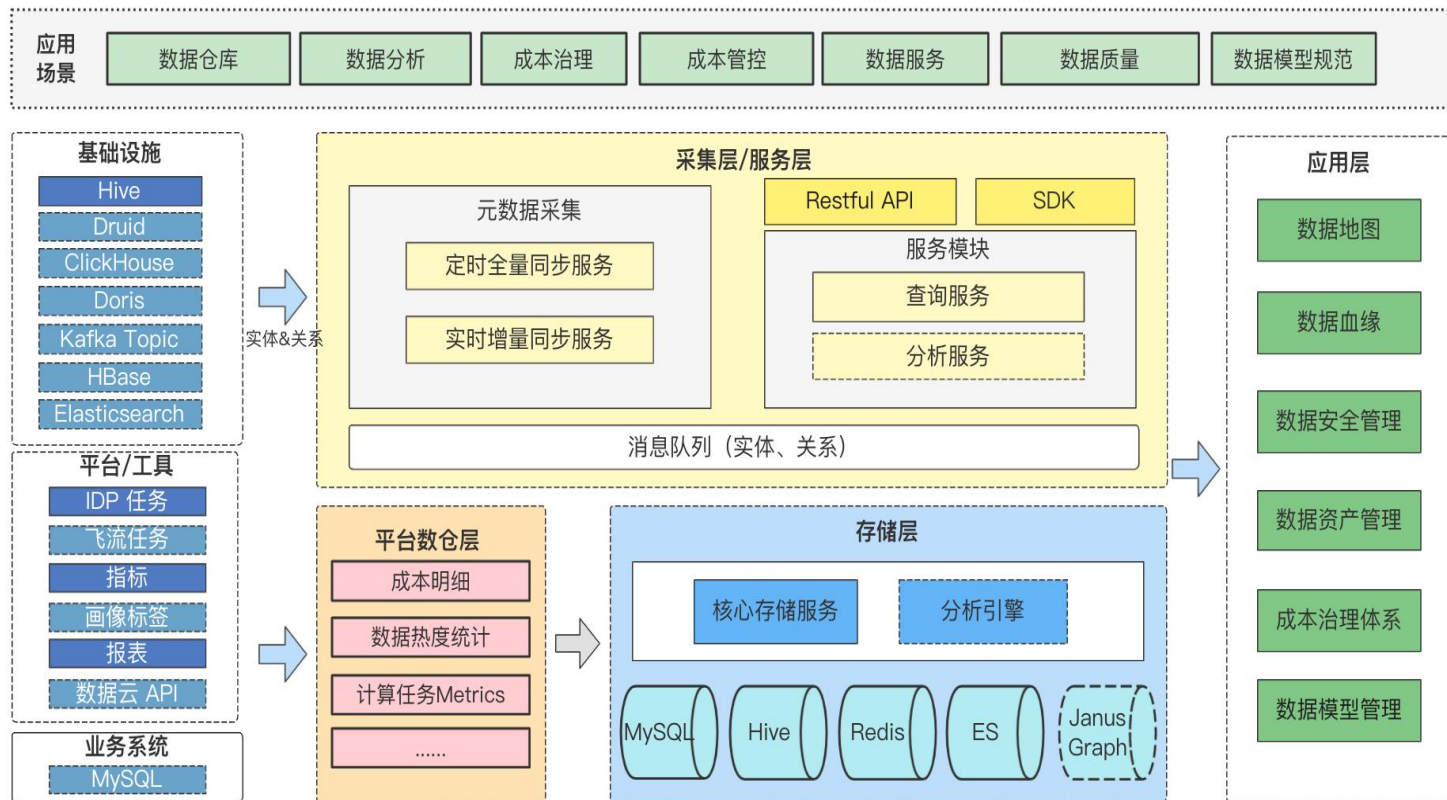 应用
场景
数据仓库
数据分析
成本治理
成本管控
数据服务
数据质量
数据模型规范
基础设施
Hive
Druid
ClickHouse
Doris
Kafka Topic
HBase
Elasticsearch
实体&关系
平台/工具
IDP 任务
飞流任务
指标
画像标签
报表
数据云 API
业务系统
MySQL
采集层/服务层
元数据采集
定时全量同步服务
实时增量同步服务
Restful API
SDK
服务模块
查询服务
分析服务
消息队列（实体、关系）
平台数仓层
成本明细
数据热度统计
计算任务Metrics
......
存储层
核心存储服务
分析引擎
MySQL
Hive
Redis
ES
Janus
Graph
应用层
数据地图
数据血缘
数据安全管理
数据资产管理
成本治理体系
数据模型管理